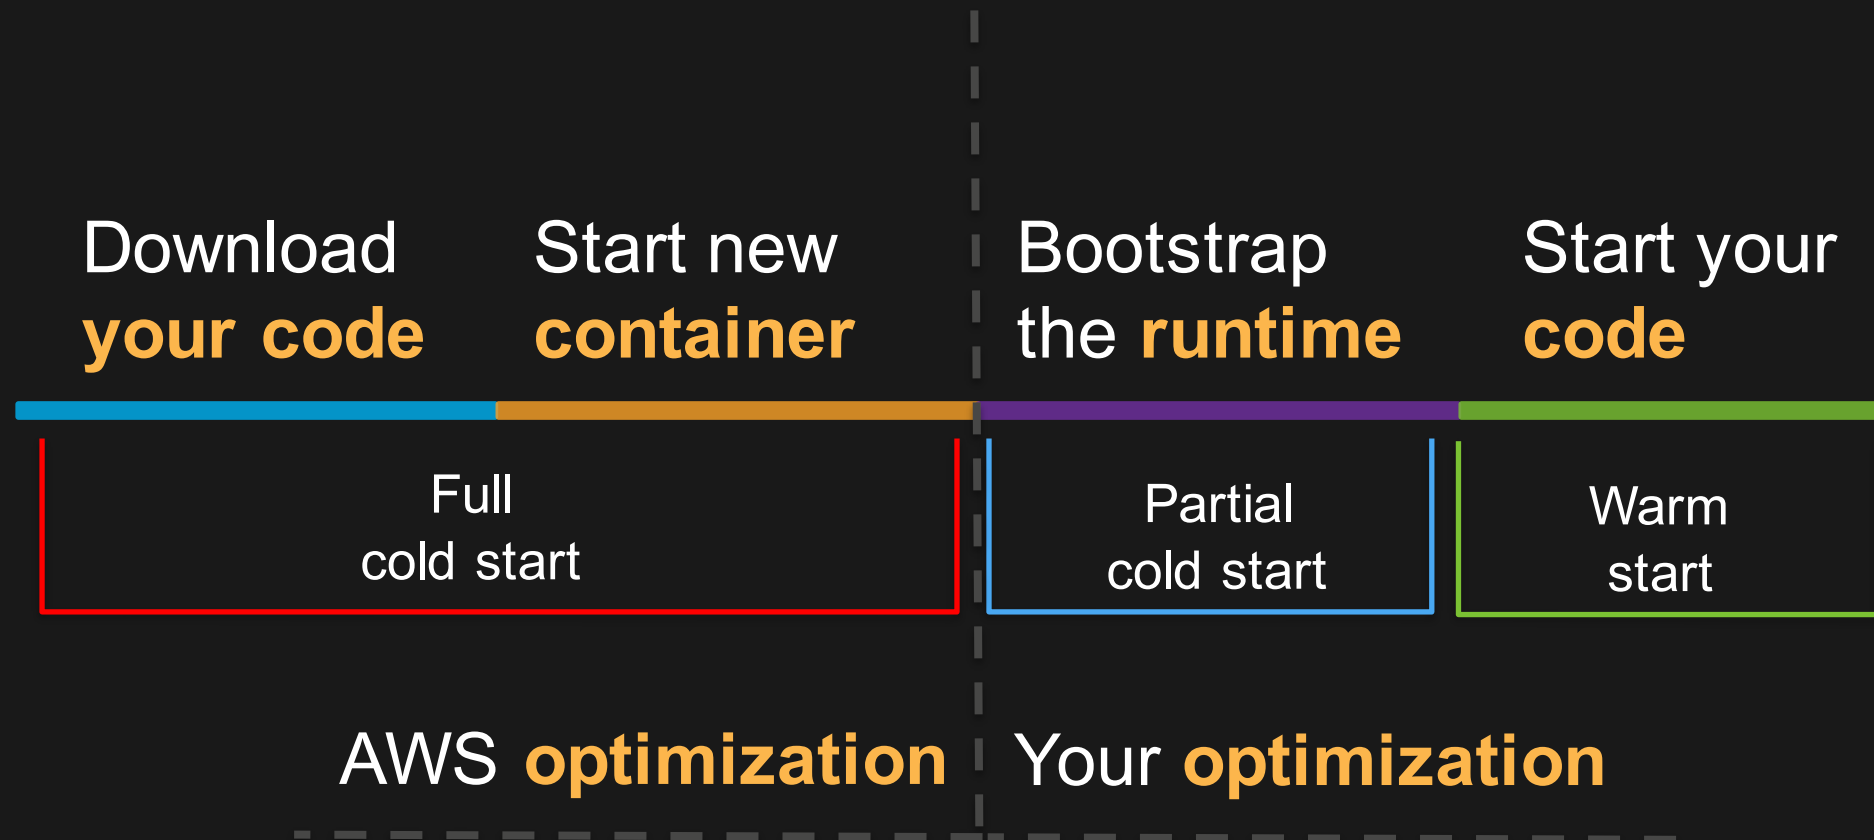 Download
your code
Start new
container
Bootstrap
the runtime
Start your
code
Full
cold start
Partial
cold start
Warm
start
AWS optimization
Your optimization